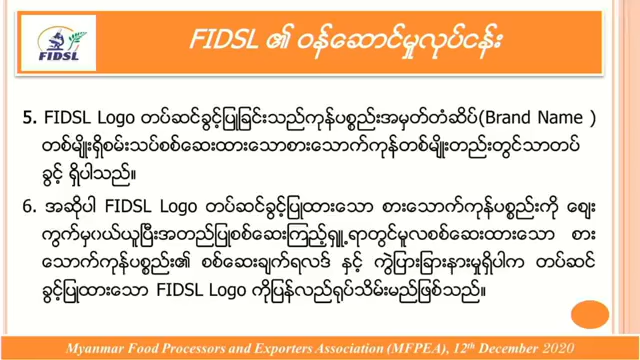 FIDSL
FIDSL ၏ ဝန်ဆောင်မှုလုပ်ငန်း
5. FIDSL Logo တပ်ဆင်ခွင့်ပြုခြင်းသည်ကုန်ပစ္စည်းအမှတ်တံဆိပ်(Brand Name )
တစ်မျိုးရှိစမ်းသပ်စစ်ဆေးထားသောစားသောက်ကုန်တစ်မျိုးတည်းတွင်သာတပ်
ခွင့် ရှိပါသည်။
6. အဆိုပါ FIDSL Logo တပ်ဆင်ခွင့်ပြုထားသော စားသောက်ကုန်ပစ္စည်းကို ဈေး
ကွက်မှဝယ်ယူပြီးအတည်ပြုစစ်ဆေးကြည့်ရှူ့ရာတွင်မူလစစ်ဆေးထားသော စား
သောက်ကုန်ပစ္စည်း၏ စစ်ဆေးချက်ရလဒ် နှင့် ကွဲပြားခြားနားမှုရှိပါက တပ်ဆင်
ခွင့်ပြုထားသော FIDSL Logo ကိုပြန်လည်ရုပ်သိမ်းမည်ဖြစ်သည်။
Myanmar Food Processors and Exporters Association (MFPEA), 12th December 2020